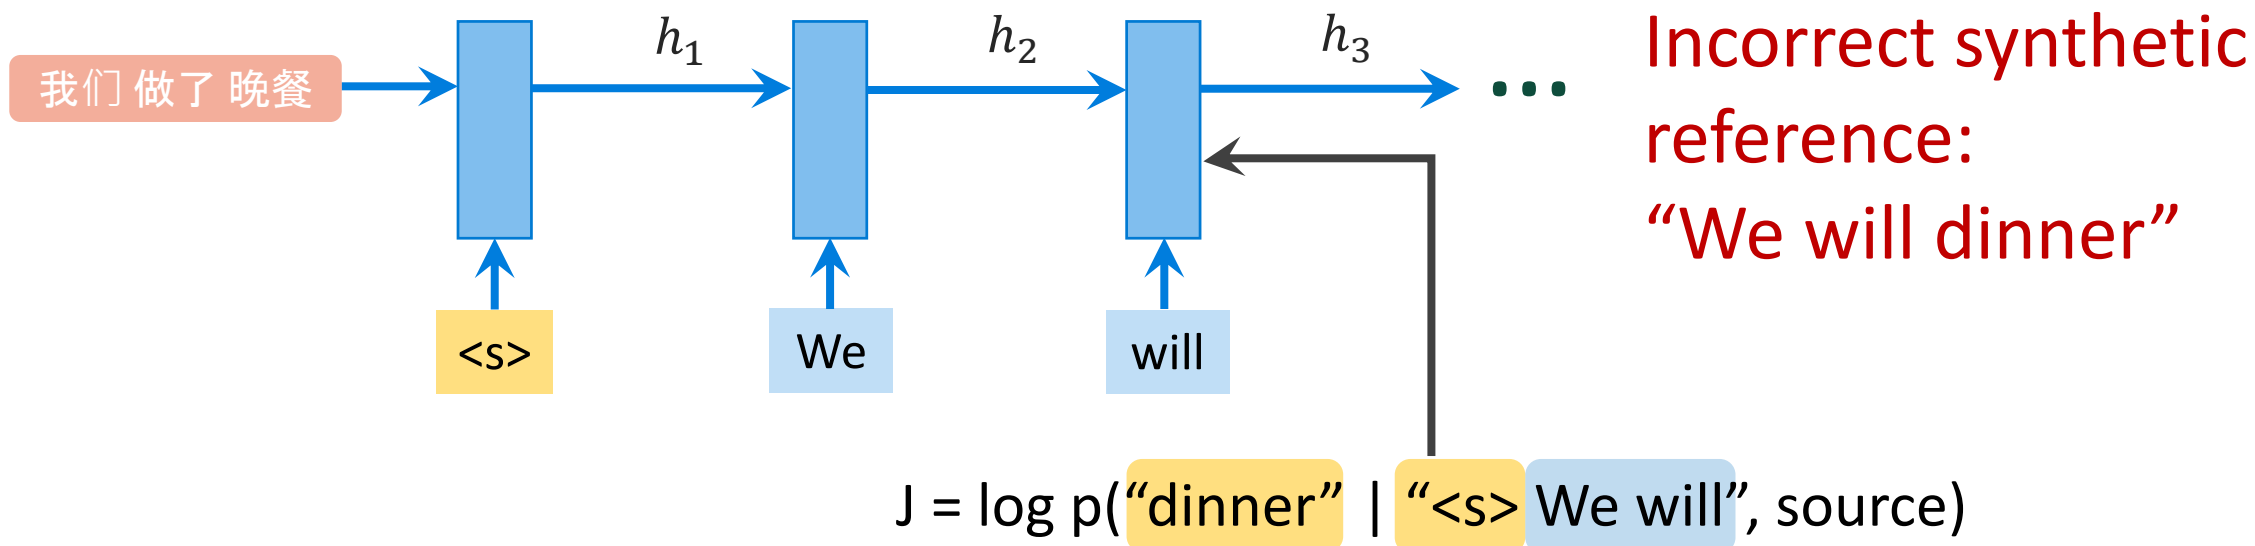 我们 做了 晚餐
h₁
h₂
h₃
...
Incorrect synthetic
reference:
“We will dinner”
<s>
We
will
J = log p(“dinner” | “<s> We will”, source)